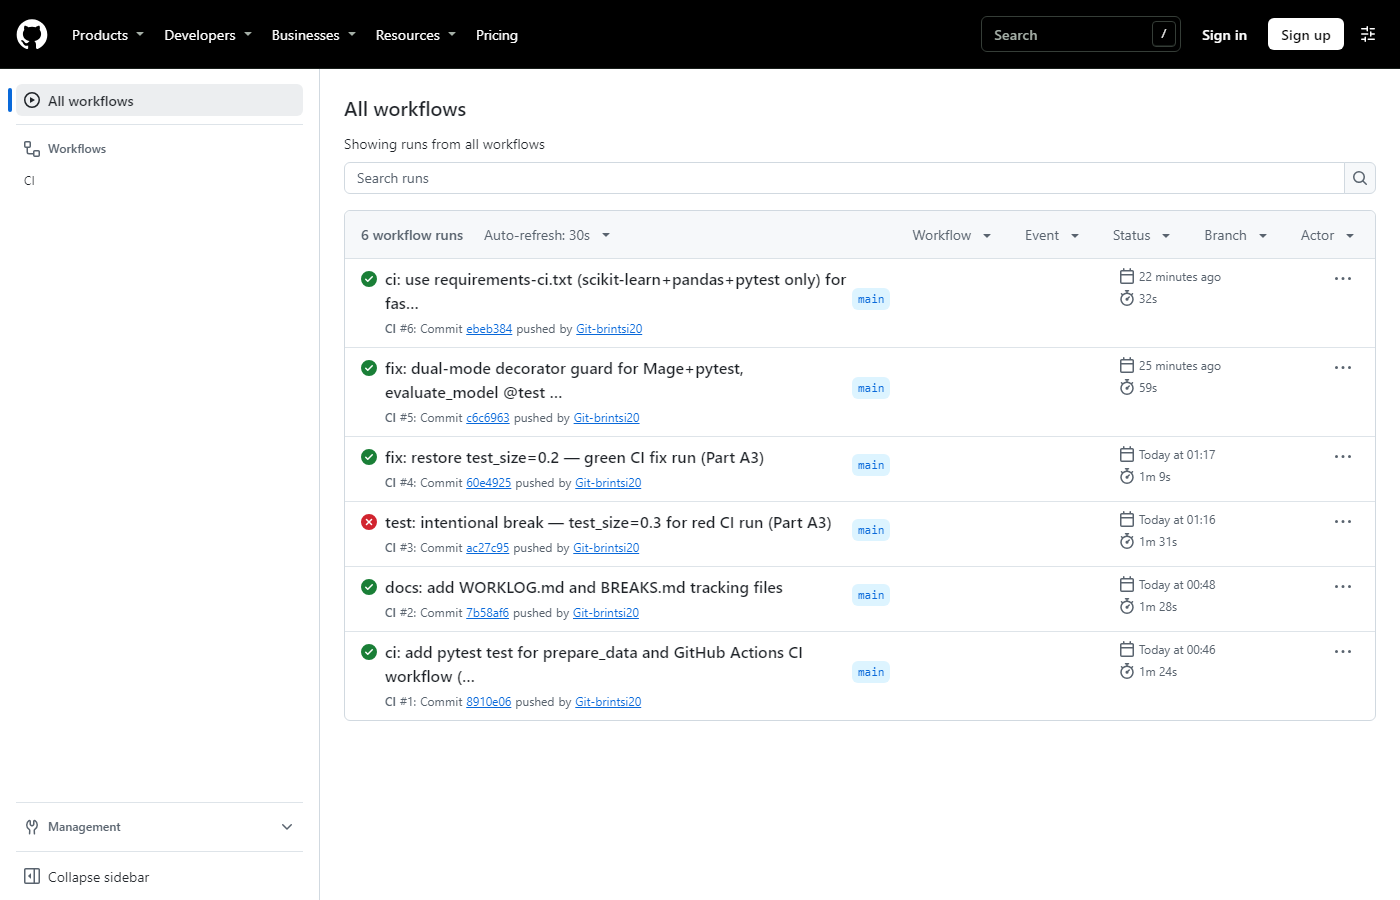 Products Developers Businesses Resources Pricing Search / Sign in Sign up
All workflows
Workflows
CI
Management
Collapse sidebar
All workflows
Showing runs from all workflows
Search runs
6 workflow runs Auto-refresh: 30s Workflow Event Status Branch Actor
ci: use requirements-ci.txt (scikit-learn+pandas+pytest only) for
fas...
CI #6: Commit ebeb384 pushed by Git-brintsi20
main
22 minutes ago
32s
fix: dual-mode decorator guard for Mage+pytest,
evaluate_model @test ...
CI #5: Commit c6c6963 pushed by Git-brintsi20
main
25 minutes ago
59s
fix: restore test_size=0.2 — green CI fix run (Part A3)
CI #4: Commit 60e4925 pushed by Git-brintsi20
main
Today at 01:17
1m 9s
test: intentional break — test_size=0.3 for red CI run (Part A3)
CI #3: Commit ac27c95 pushed by Git-brintsi20
main
Today at 01:16
1m 31s
docs: add WORKLOG.md and BREAKS.md tracking files
CI #2: Commit 7b58af6 pushed by Git-brintsi20
main
Today at 00:48
1m 28s
ci: add pytest test for prepare_data and GitHub Actions CI
workflow (...
CI #1: Commit 8910e06 pushed by Git-brintsi20
main
Today at 00:46
1m 24s